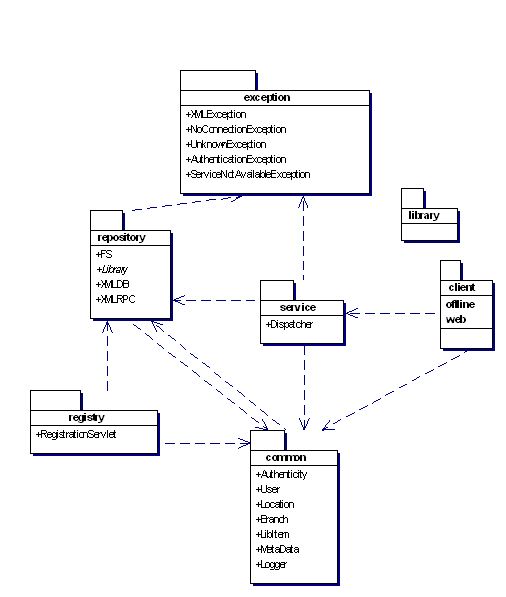 exception
+XMLException
+NoConnectionException
+UnknownException
+AuthenticationException
+ServiceNotAvailableException
library
repository
+FS
+Library
+XMLDB
+XMLRPC
client
offline
web
service
+Dispatcher
registry
+RegistrationServlet
common
+Authenticity
+User
+Location
+Branch
+LibItem
+MetaData
+Logger